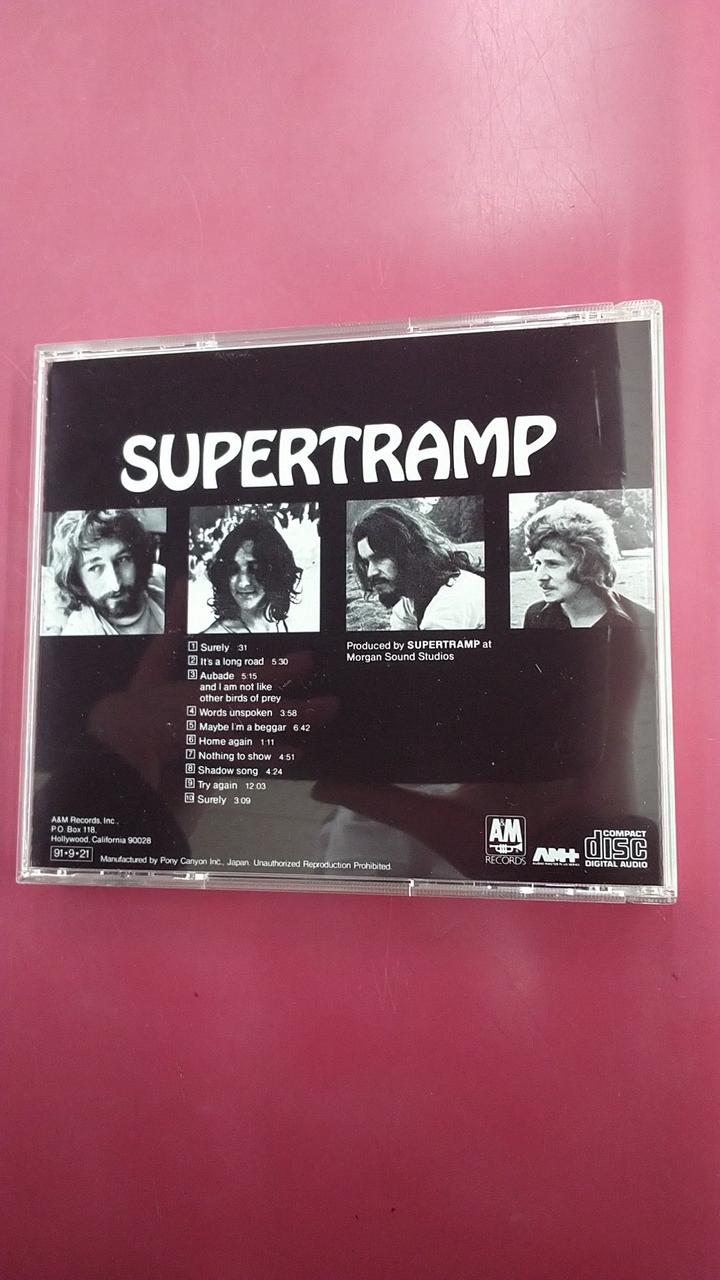 SUPERTRAMP
1 Surely :31
2 It's a long road 5:30
3 Aubade 5:15
and I am not like
other birds of prey
4 Words unspoken 3:58
5 Maybe I'm a beggar 6:42
6 Home again 1:11
7 Nothing to show 4:51
8 Shadow song 4:24
9 Try again 12:03
10 Surely 3:09
Produced by SUPERTRAMP at
Morgan Sound Studios
A&M Records, Inc.,
P.O. Box 118,
Hollywood, California 90028
91•9•21
Manufactured by Pony Canyon Inc., Japan. Unauthorized Reproduction Prohibited.
A&M
RECORDS
AM+
COMPACT
disc
DIGITAL AUDIO